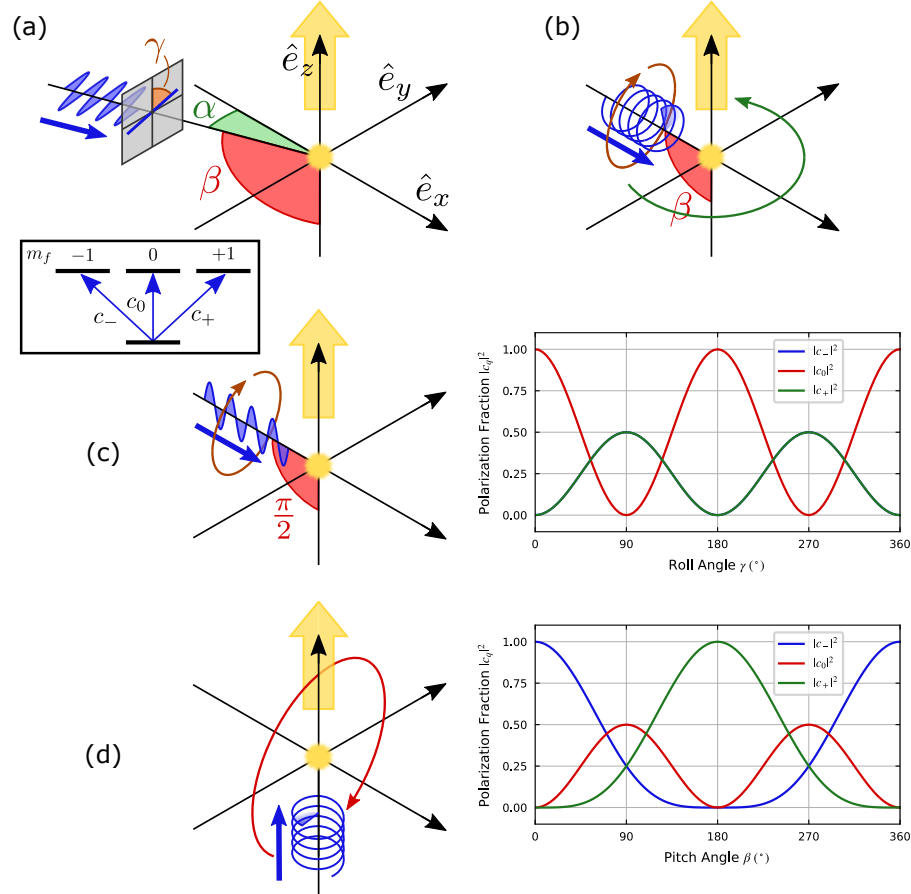 (a)
γ
α
β
ê_z
ê_y
ê_x
(b)
β
m_f −1 0 +1
c_− c_0 c_+
(c)
π/2
1.00
0.75
0.50
0.25
0.00
0 90 180 270 360
Polarization Fraction |c_q|²
Roll Angle γ (°)
|c_−|²
|c_0|²
|c_+|²
(d)
1.00
0.75
0.50
0.25
0.00
0 90 180 270 360
Polarization Fraction |c_q|²
Pitch Angle β (°)
|c_−|²
|c_0|²
|c_+|²